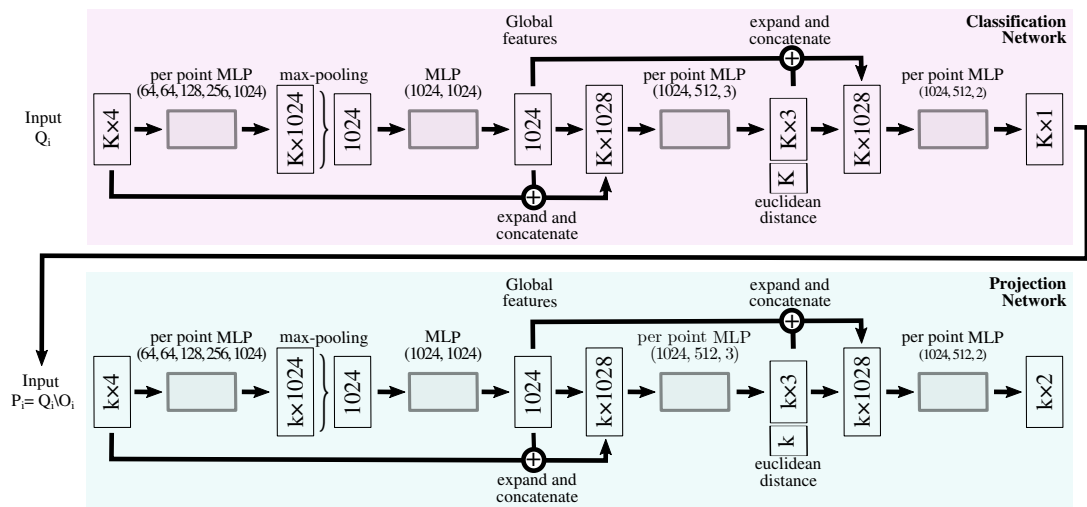 Classification
Network
Global
features
expand and
concatenate
per point MLP
(64, 64, 128, 256, 1024)
max-pooling
MLP
(1024, 1024)
per point MLP
(1024, 512, 3)
per point MLP
(1024, 512, 2)
Input
Qi
K×4
K×1024
1024
1024
K×1028
K×3
K
K×1028
K×1
expand and
concatenate
euclidean
distance
Projection
Network
Global
features
expand and
concatenate
per point MLP
(64, 64, 128, 256, 1024)
max-pooling
MLP
(1024, 1024)
per point MLP
(1024, 512, 3)
per point MLP
(1024, 512, 2)
Input
Pi= Qi\Oi
k×4
k×1024
1024
1024
k×1028
k×3
k
k×1028
k×2
expand and
concatenate
euclidean
distance